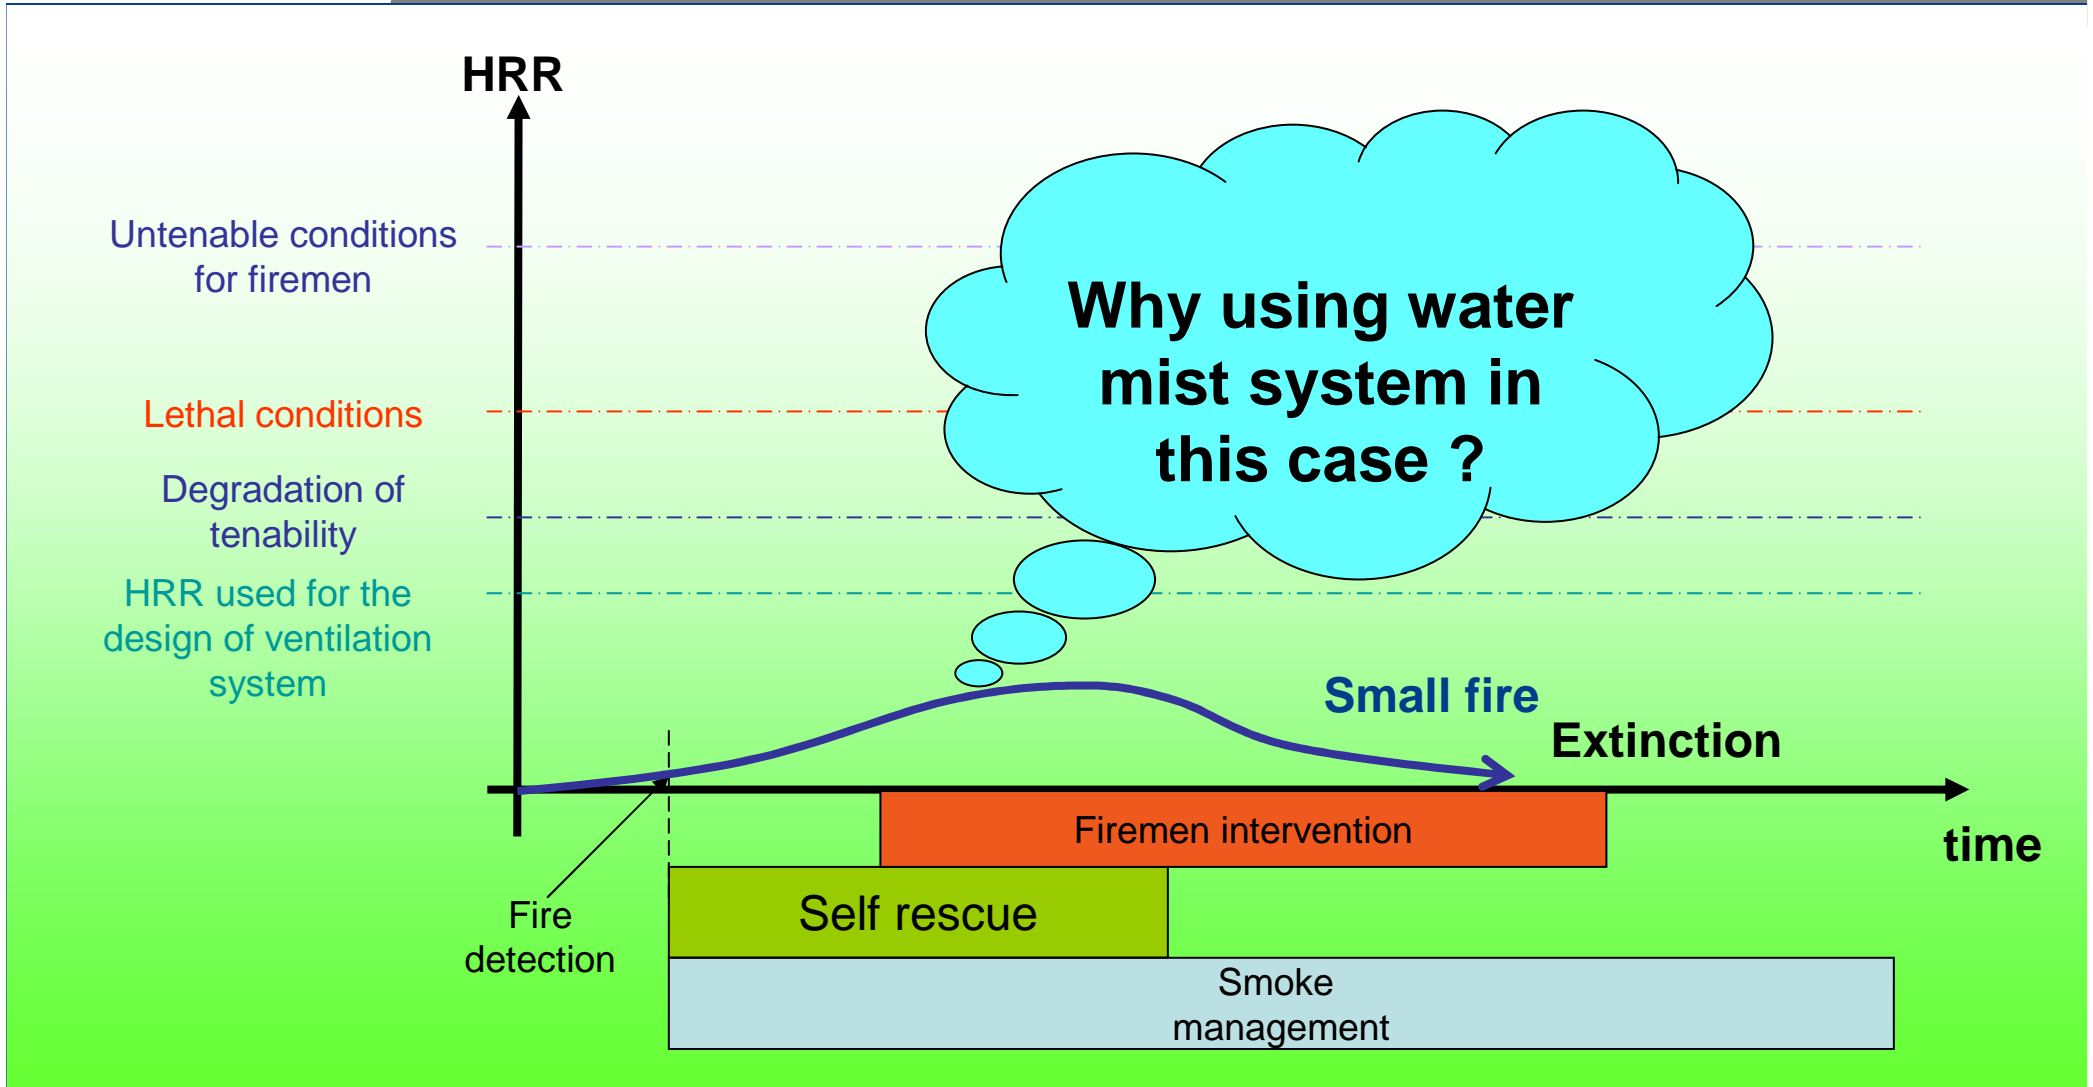 HRR
Untenable conditions
for firemen
Lethal conditions
Degradation of
tenability
HRR used for the
design of ventilation
system
Why using water
mist system in
this case ?
Small fire
Extinction
time
Firemen intervention
Self rescue
Fire
detection
Smoke
management